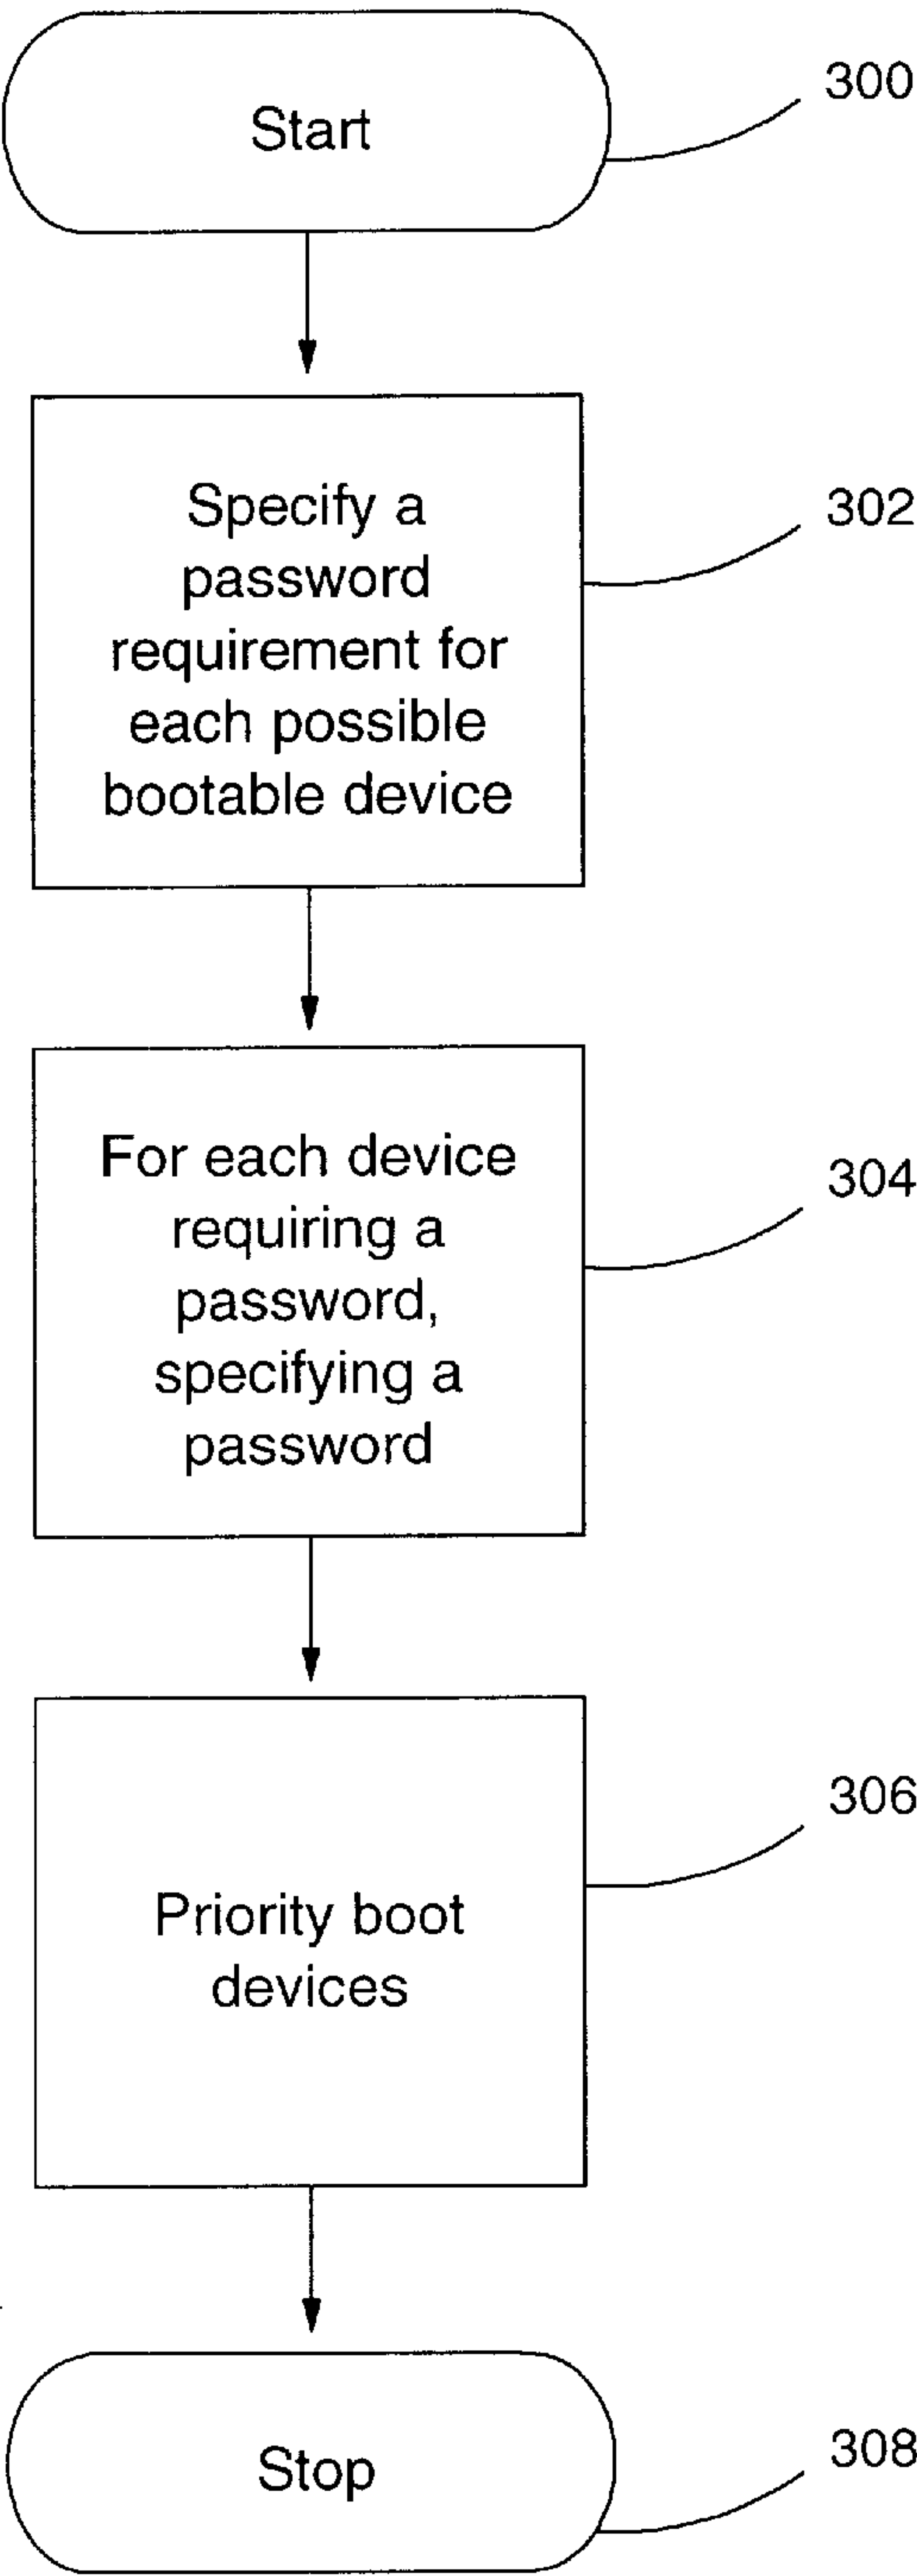 Start
300
Specify a
password
requirement for
each possible
bootable device
302
For each device
requiring a
password,
specifying a
password
304
Priority boot
devices
306
Stop
308